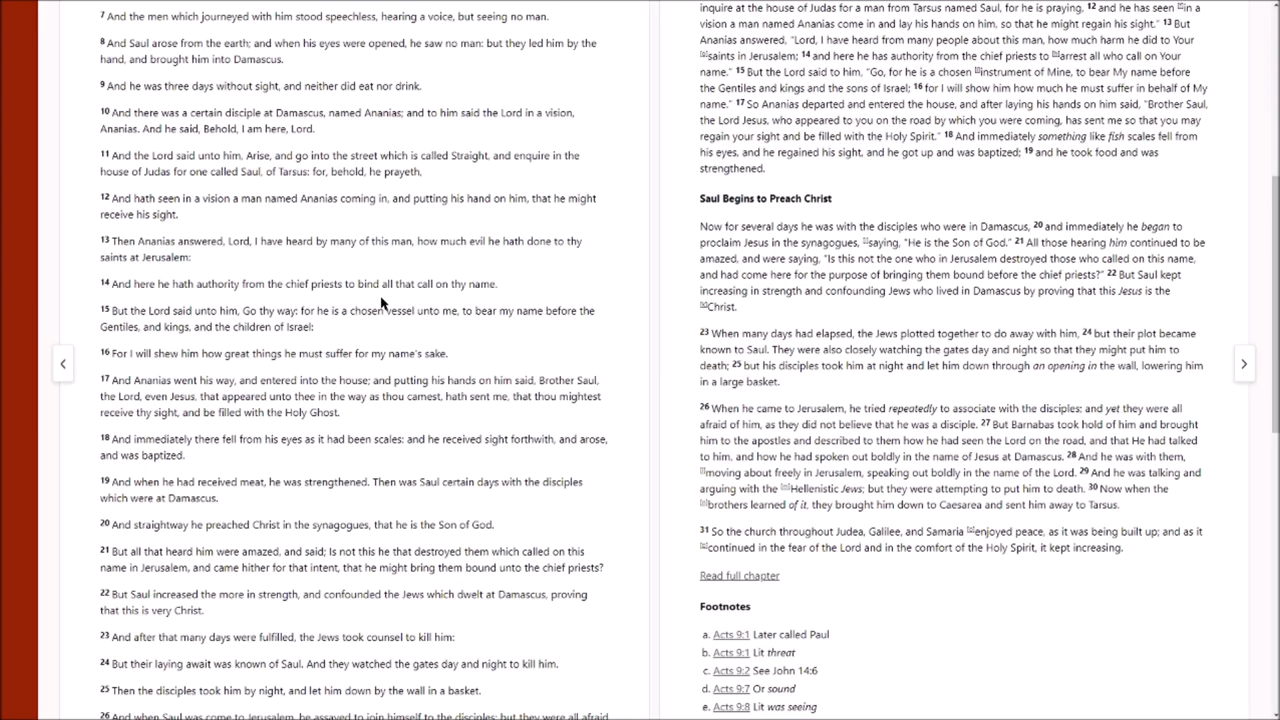 7 And the men which journeyed with him stood speechless, hearing a voice, but seeing no man.
8 And Saul arose from the earth; and when his eyes were opened, he saw no man: but they led him by the
hand, and brought him into Damascus.
9 And he was three days without sight, and neither did eat nor drink.
10 And there was a certain disciple at Damascus, named Ananias; and to him said the Lord in a vision,
Ananias. And he said, Behold, I am here, Lord.
11 And the Lord said unto him, Arise, and go into the street which is called Straight, and enquire in the
house of Judas for one called Saul, of Tarsus: for, behold, he prayeth,
12 And hath seen in a vision a man named Ananias coming in, and putting his hand on him, that he might
receive his sight.
13 Then Ananias answered, Lord, I have heard by many of this man, how much evil he hath done to thy
saints at Jerusalem:
14 And here he hath authority from the chief priests to bind all that call on thy name.
15 But the Lord said unto him, Go thy way: for he is a chosen vessel unto me, to bear my name before the
Gentiles, and kings, and the children of Israel:
16 For I will shew him how great things he must suffer for my name's sake.
17 And Ananias went his way, and entered into the house; and putting his hands on him said, Brother Saul,
the Lord, even Jesus, that appeared unto thee in the way as thou camest, hath sent me, that thou mightest
receive thy sight, and be filled with the Holy Ghost.
18 And immediately there fell from his eyes as it had been scales: and he received sight forthwith, and arose,
and was baptized.
19 And when he had received meat, he was strengthened. Then was Saul certain days with the disciples
which were at Damascus.
20 And straightway he preached Christ in the synagogues, that he is the Son of God.
21 But all that heard him were amazed, and said; Is not this he that destroyed them which called on this
name in Jerusalem, and came hither for that intent, that he might bring them bound unto the chief priests?
22 But Saul increased the more in strength, and confounded the Jews which dwelt at Damascus, proving
that this is very Christ.
23 And after that many days were fulfilled, the Jews took counsel to kill him:
24 But their laying await was known of Saul. And they watched the gates day and night to kill him.
25 Then the disciples took him by night, and let him down by the wall in a basket.
26 And when Saul was come to Jerusalem, he assayed to join himself to the disciples: but they were all afraid
inquire at the house of Judas for a man from Tarsus named Saul, for he is praying, 12 and he has seen in a
vision a man named Ananias come in and lay his hands on him, so that he might regain his sight." 13 But
Ananias answered, "Lord, I have heard from many people about this man, how much harm he did to Your
saints in Jerusalem; 14 and here he has authority from the chief priests to arrest all who call on Your
name." 15 But the Lord said to him, "Go, for he is a chosen instrument of Mine, to bear My name before
the Gentiles and kings and the sons of Israel; 16 for I will show him how much he must suffer in behalf of My
name." 17 So Ananias departed and entered the house, and after laying his hands on him said, "Brother Saul,
the Lord Jesus, who appeared to you on the road by which you were coming, has sent me so that you may
regain your sight and be filled with the Holy Spirit." 18 And immediately something like fish scales fell from
his eyes, and he regained his sight, and he got up and was baptized; 19 and he took food and was
strengthened.
Saul Begins to Preach Christ
Now for several days he was with the disciples who were in Damascus, 20 and immediately he began to
proclaim Jesus in the synagogues, saying, "He is the Son of God." 21 All those hearing him continued to be
amazed, and were saying, "Is this not the one who in Jerusalem destroyed those who called on this name,
and had come here for the purpose of bringing them bound before the chief priests?" 22 But Saul kept
increasing in strength and confounding Jews who lived in Damascus by proving that this Jesus is the
Christ.
23 When many days had elapsed, the Jews plotted together to do away with him, 24 but their plot became
known to Saul. They were also closely watching the gates day and night so that they might put him to
death; 25 but his disciples took him at night and let him down through an opening in the wall, lowering him
in a large basket.
26 When he came to Jerusalem, he tried repeatedly to associate with the disciples; and yet they were all
afraid of him, as they did not believe that he was a disciple. 27 But Barnabas took hold of him and brought
him to the apostles and described to them how he had seen the Lord on the road, and that He had talked
to him, and how he had spoken out boldly in the name of Jesus at Damascus. 28 And he was with them,
moving about freely in Jerusalem, speaking out boldly in the name of the Lord. 29 And he was talking and
arguing with the Hellenistic Jews; but they were attempting to put him to death. 30 Now when the
brothers learned of it, they brought him down to Caesarea and sent him away to Tarsus.
31 So the church throughout Judea, Galilee, and Samaria enjoyed peace, as it was being built up; and as it
continued in the fear of the Lord and in the comfort of the Holy Spirit, it kept increasing.
Read full chapter
Footnotes
a. Acts 9:1 Later called Paul
b. Acts 9:1 Lit threat
c. Acts 9:2 See John 14:6
d. Acts 9:7 Or sound
e. Acts 9:8 Lit was seeing